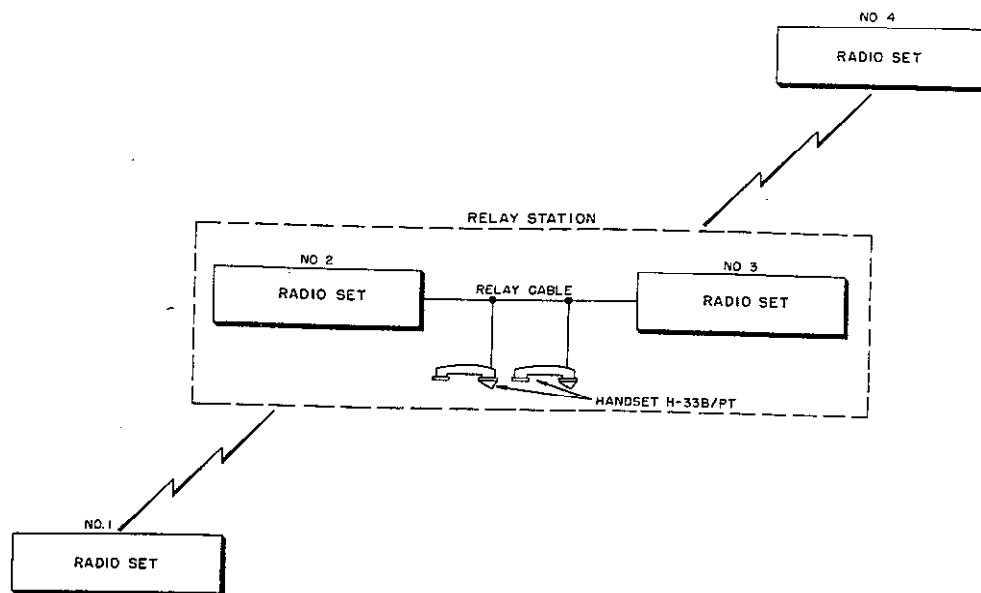 NO 4
RADIO SET
RELAY STATION
NO 2
RADIO SET
RELAY CABLE
NO 3
RADIO SET
HANDSET H-33B/PT
NO. 1
RADIO SET